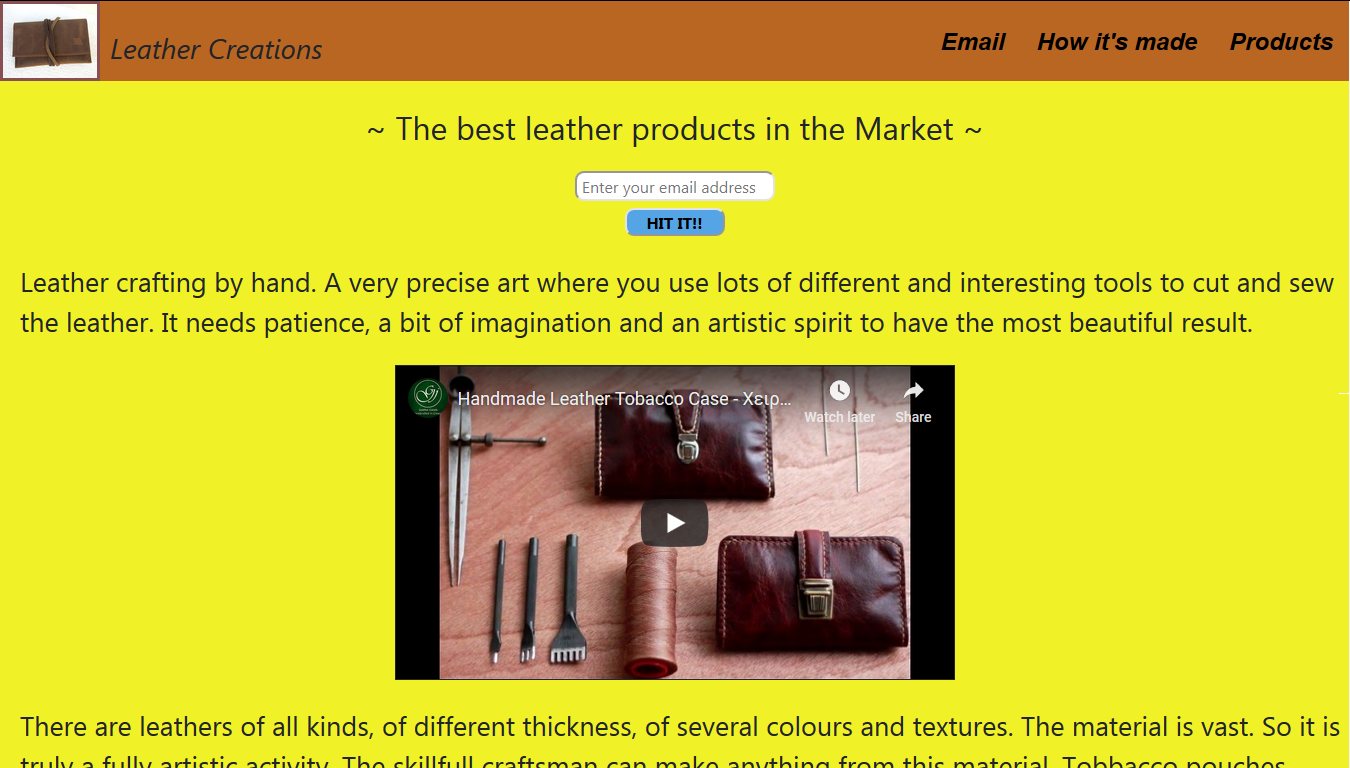 Leather Creations
Email How it's made Products
~ The best leather products in the Market ~
Enter your email address
HIT IT!!
Leather crafting by hand. A very precise art where you use lots of different and interesting tools to cut and sew
the leather. It needs patience, a bit of imagination and an artistic spirit to have the most beautiful result.
Handmade Leather Tobacco Case - Χειρ...
Watch later Share
There are leathers of all kinds, of different thickness, of several colours and textures. The material is vast. So it is
truly a fully artistic activity. The skillfull craftsman can make anything from this material. Tobbacco pouches,